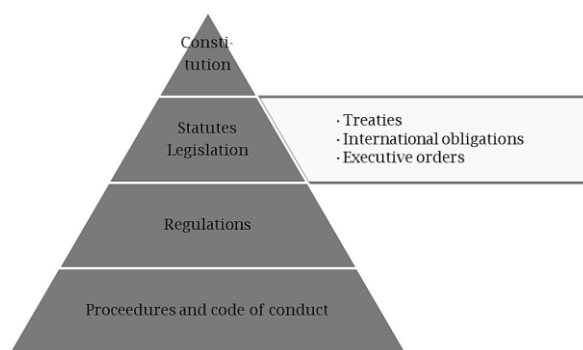 Consti-
tution
Statutes
Legislation
· Treaties
· International obligations
· Executive orders
Regulations
Proceedures and code of conduct